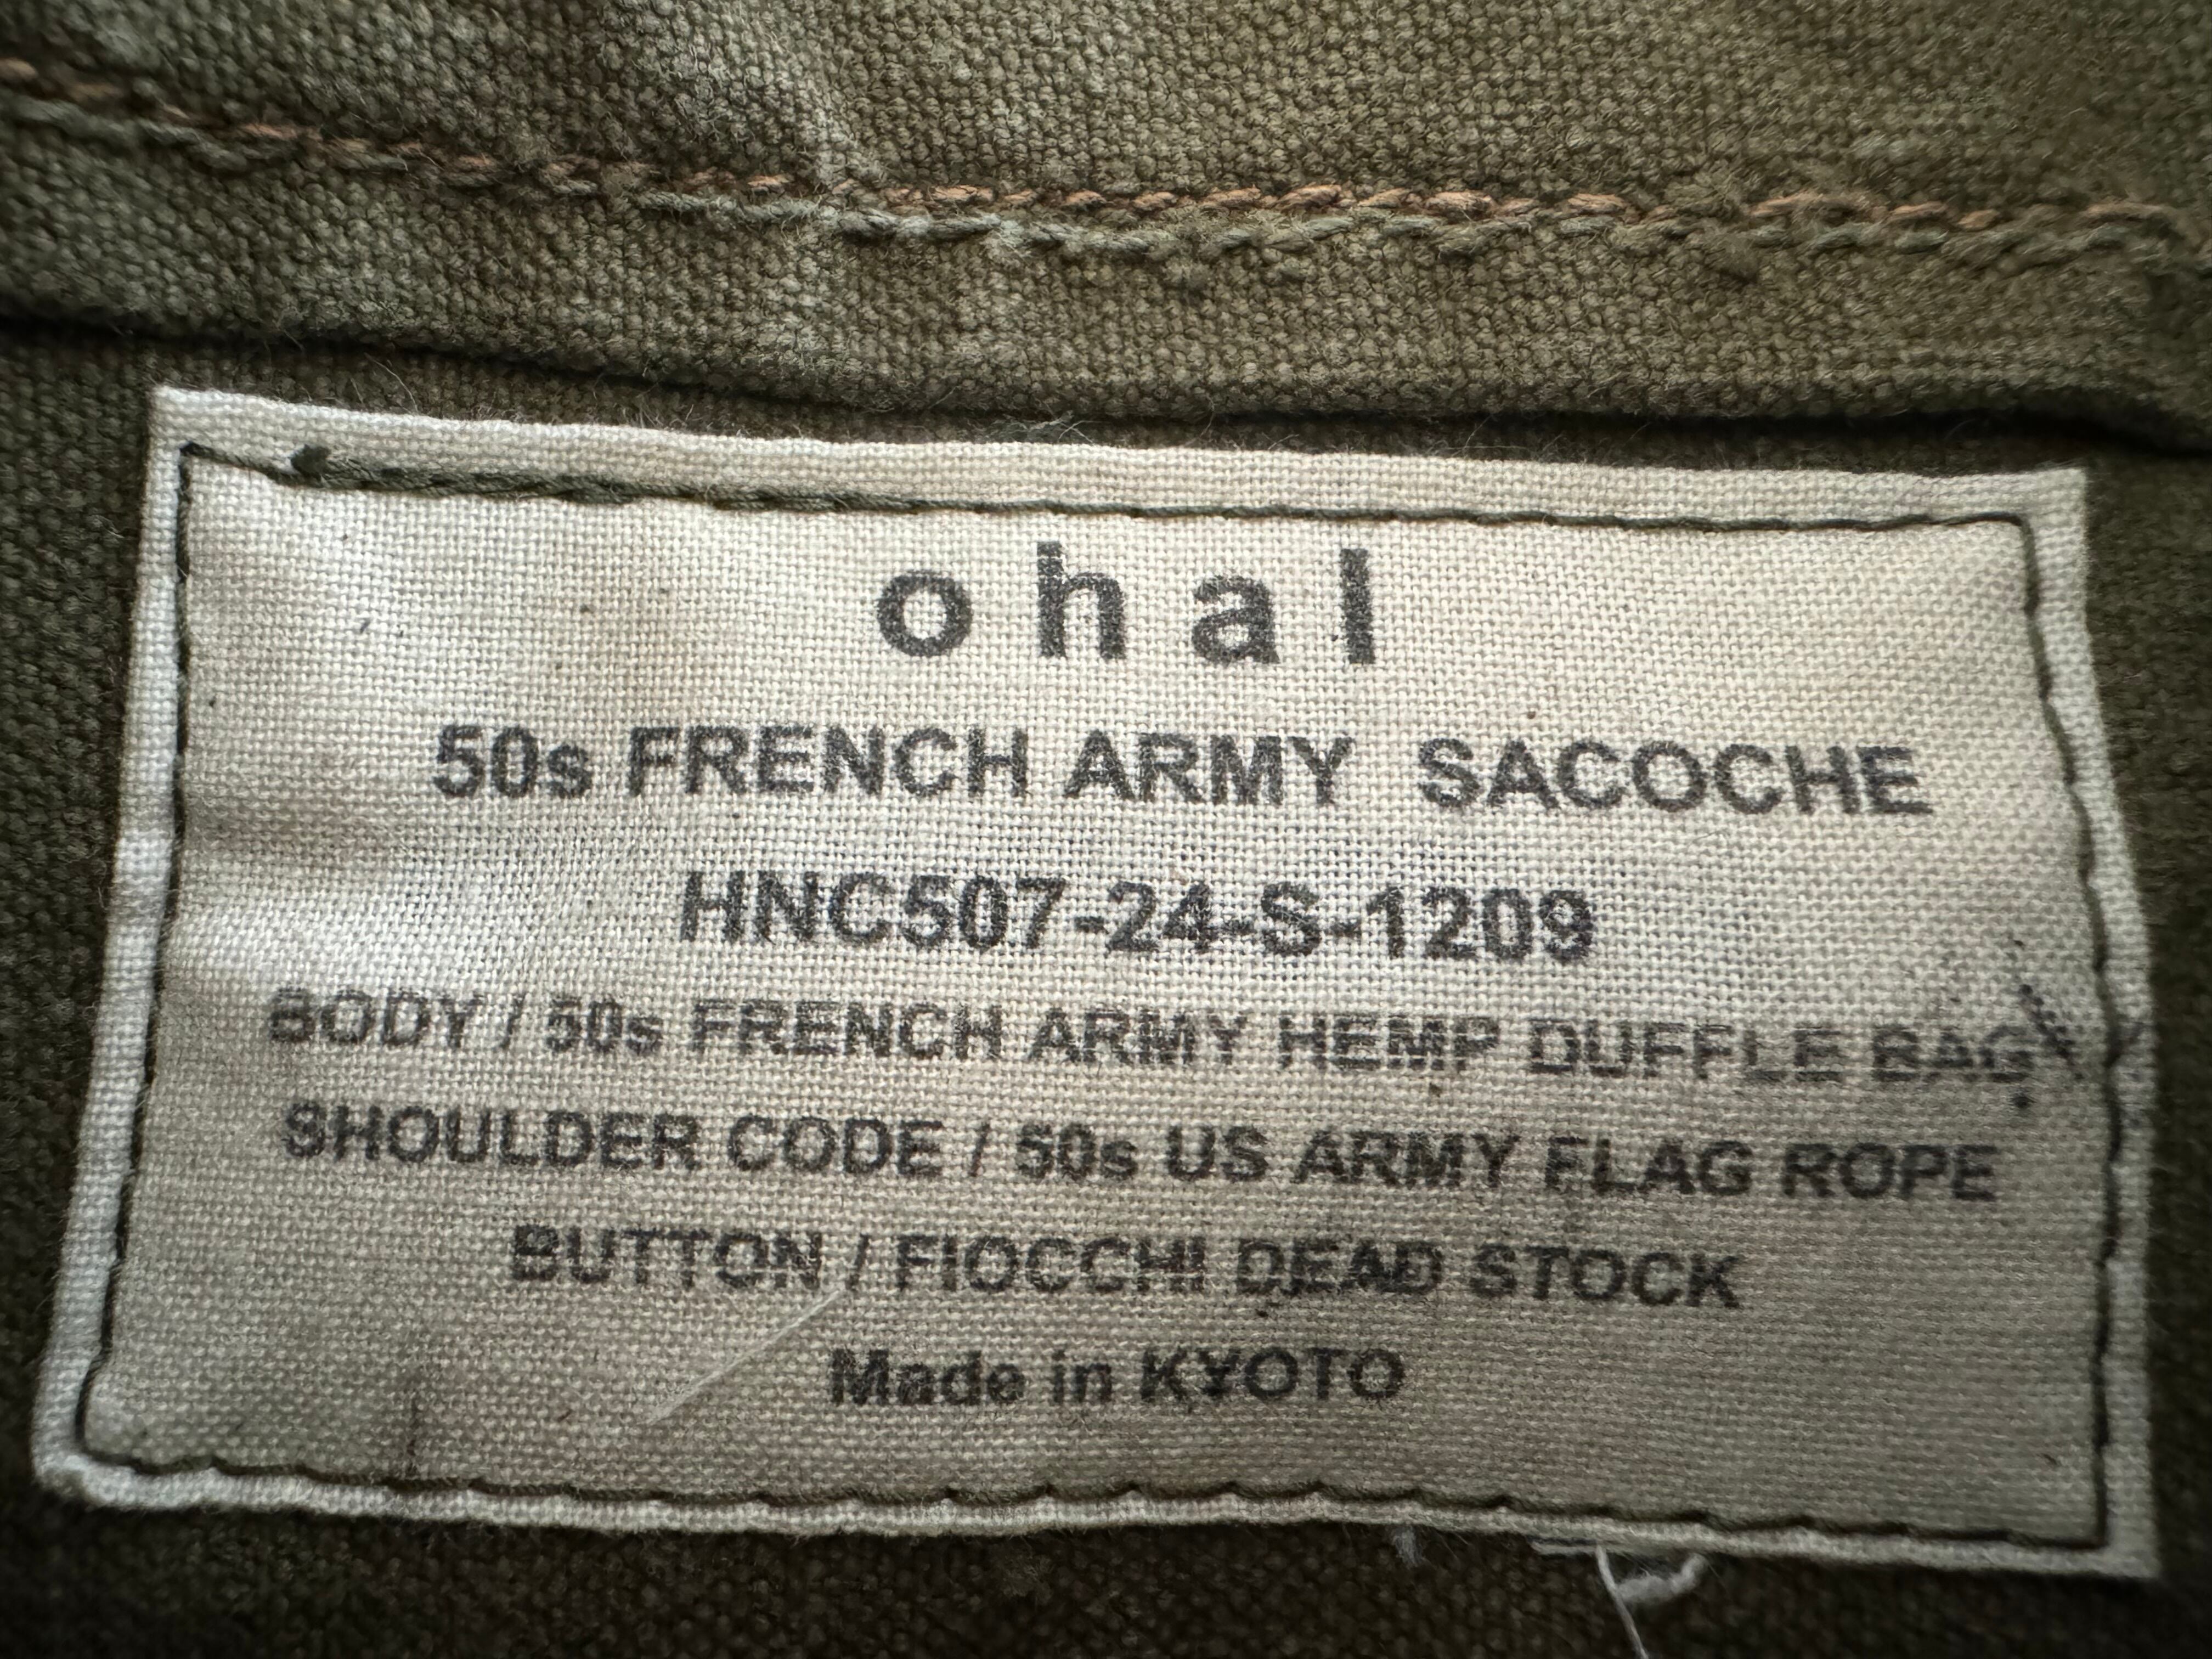 ohal
50s FRENCH ARMY SACOCHE
HNC507-24-S-1209
BODY / 50s FRENCH ARMY HEMP DUFFLE BAG
SHOULDER CODE / 50s US ARMY FLAG ROPE
BUTTON / FIOCCHI DEAD STOCK
Made in KYOTO